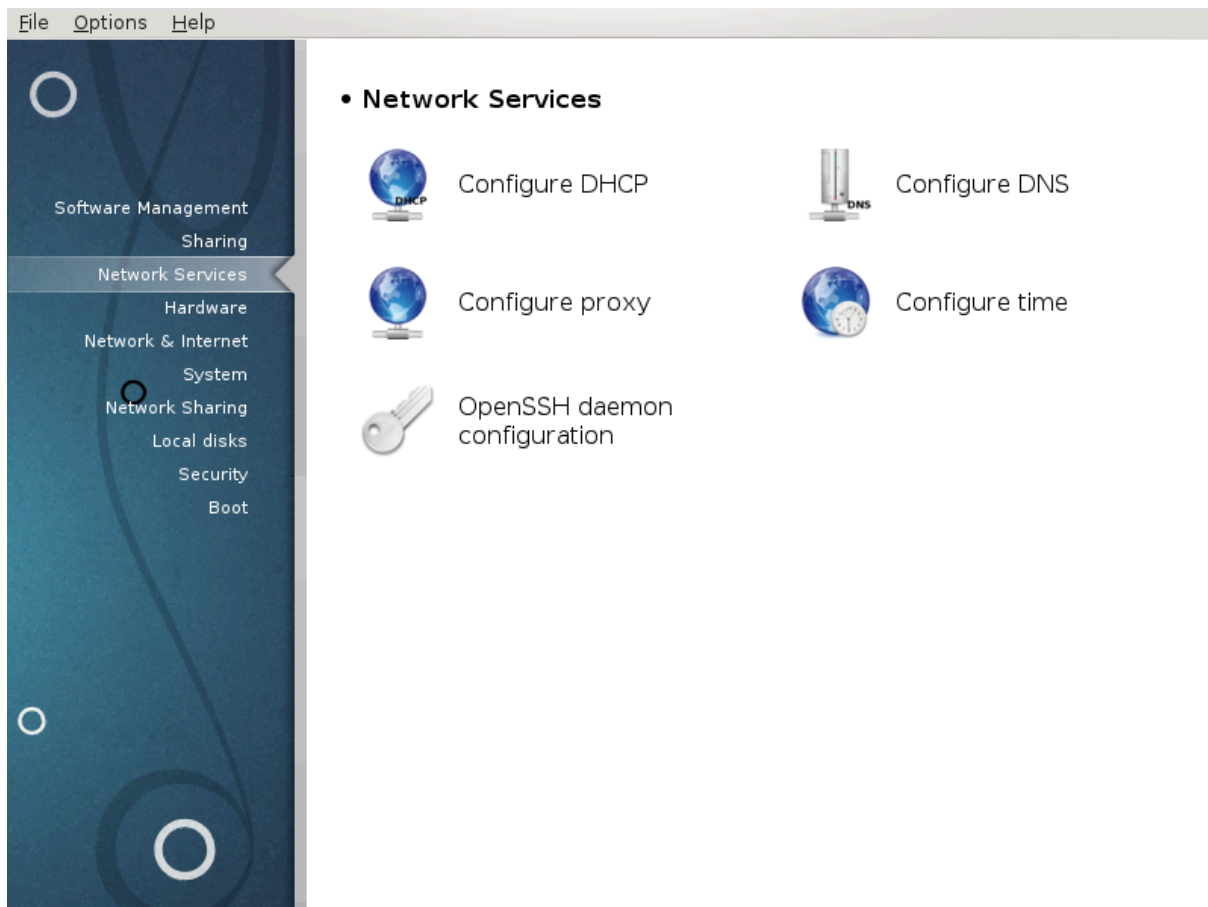 File Options Help
Software Management
Sharing
Network Services
Hardware
Network & Internet
System
Network Sharing
Local disks
Security
Boot
• Network Services
DHCP
Configure DHCP
DNS
Configure DNS
Configure proxy
Configure time
OpenSSH daemon
configuration